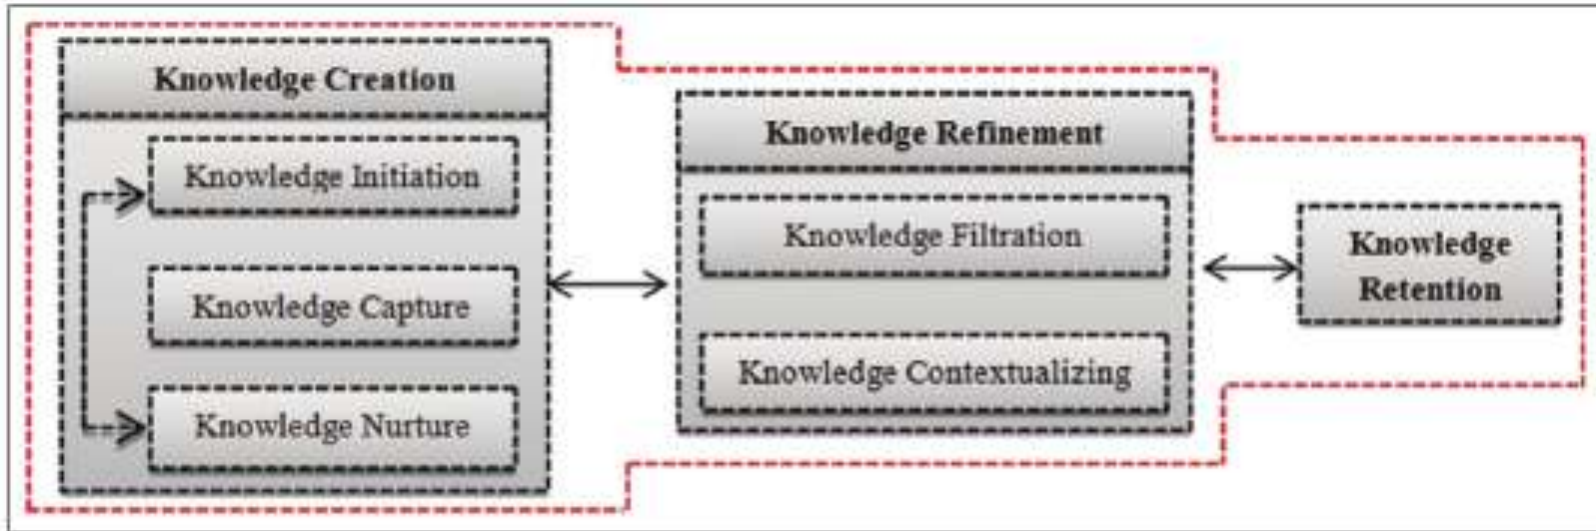 Knowledge Creation
Knowledge Initiation
Knowledge Capture
Knowledge Nurture
Knowledge Refinement
Knowledge Filtration
Knowledge Contextualizing
Knowledge
Retention